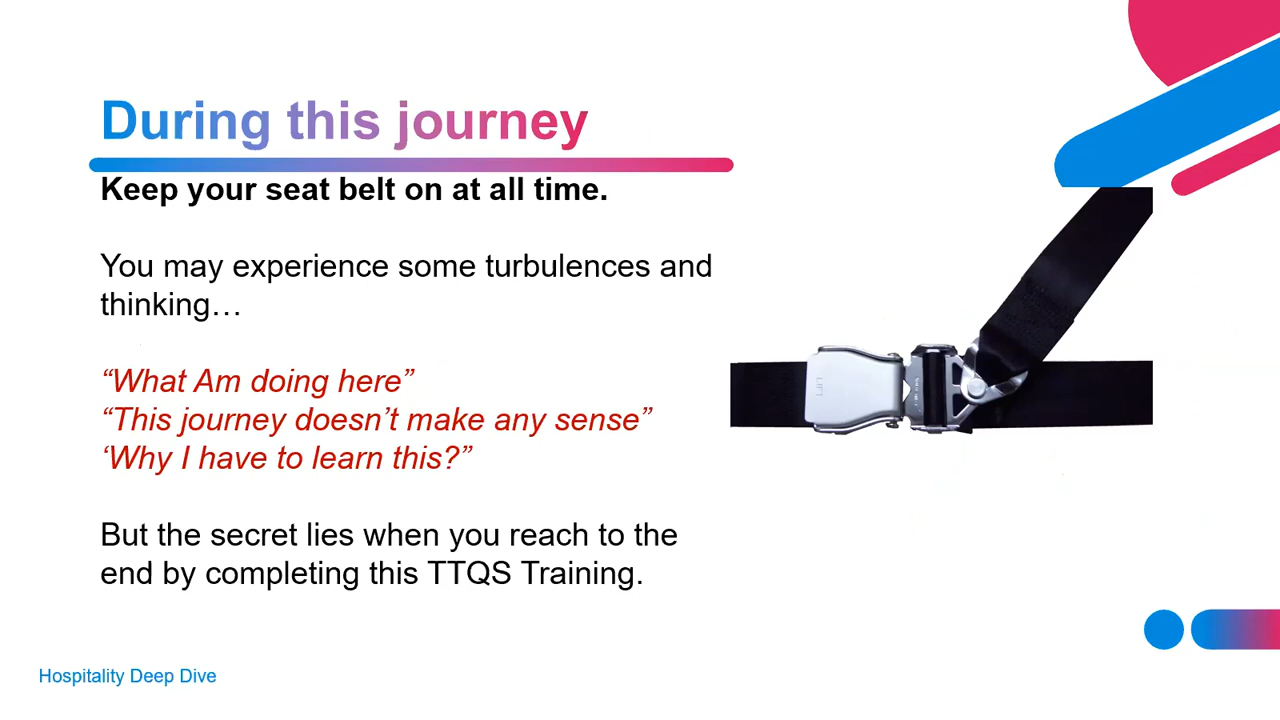 During this journey
Keep your seat belt on at all time.
You may experience some turbulences and
thinking…
“What Am doing here”
“This journey doesn’t make any sense”
‘Why I have to learn this?”
But the secret lies when you reach to the
end by completing this TTQS Training.
Hospitality Deep Dive